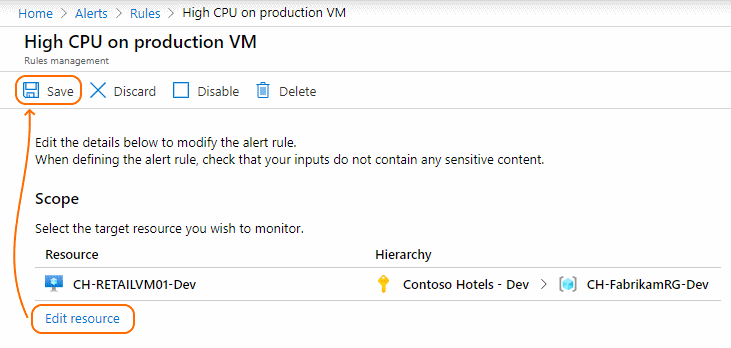 Home > Alerts > Rules > High CPU on production VM
High CPU on production VM
Rules management
Save Discard Disable Delete
Edit the details below to modify the alert rule.
When defining the alert rule, check that your inputs do not contain any sensitive content.
Scope
Select the target resource you wish to monitor.
Resource Hierarchy
CH-RETAILVM01-Dev Contoso Hotels - Dev > CH-FabrikamRG-Dev
Edit resource